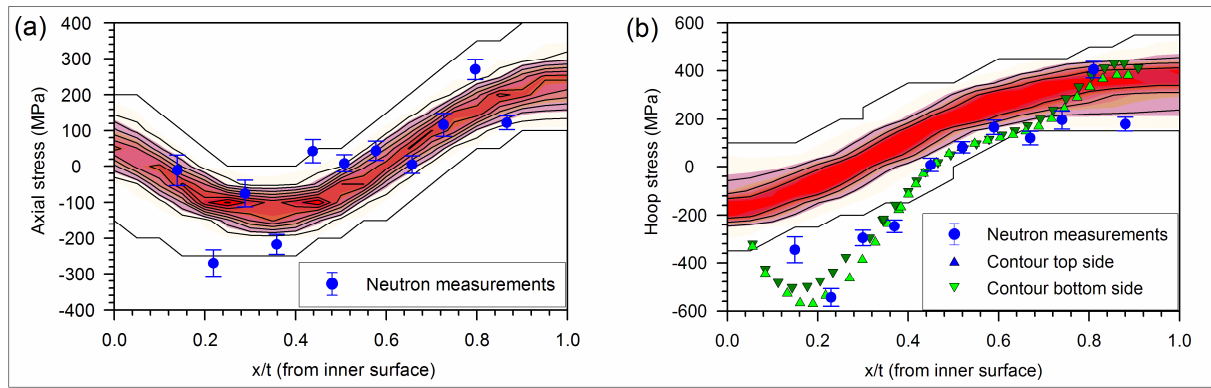 (a)
400
300
200
100
0
-100
-200
-300
-400
Axial stress (MPa)
Neutron measurements
0.0 0.2 0.4 0.6 0.8 1.0
x/t (from inner surface)
(b)
600
400
200
0
-200
-400
-600
Hoop stress (MPa)
Neutron measurements
Contour top side
Contour bottom side
0.0 0.2 0.4 0.6 0.8 1.0
x/t (from inner surface)